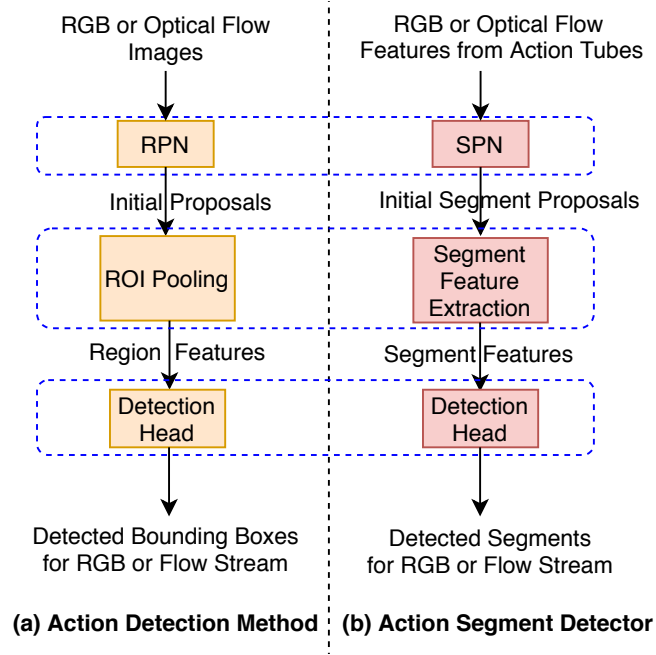 RGB or Optical Flow
Images
RPN
Initial Proposals
ROI Pooling
Region Features
Detection
Head
Detected Bounding Boxes
for RGB or Flow Stream
(a) Action Detection Method
RGB or Optical Flow
Features from Action Tubes
SPN
Initial Segment Proposals
Segment
Feature
Extraction
Segment Features
Detection
Head
Detected Segments
for RGB or Flow Stream
(b) Action Segment Detector